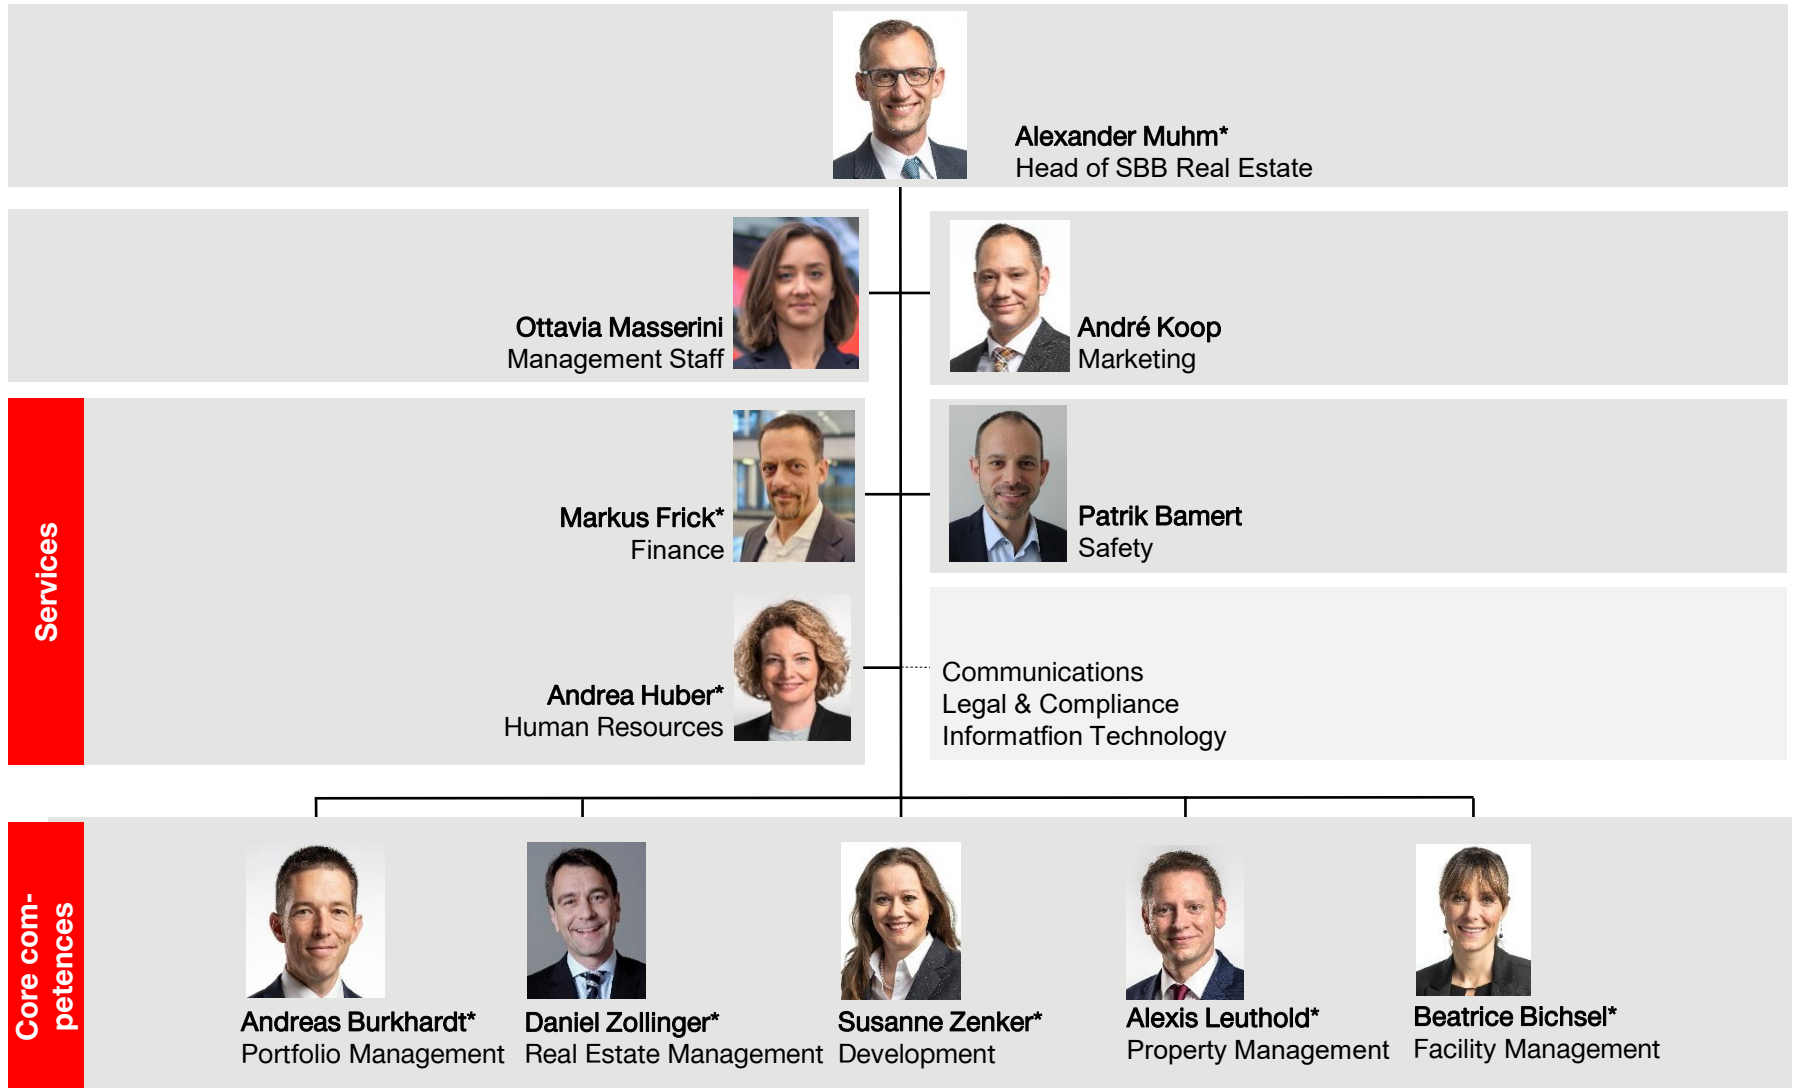 Alexander Muhm*
Head of SBB Real Estate
Ottavia Masserini
Management Staff
André Koop
Marketing
Services
Markus Frick*
Finance
Patrik Bamert
Safety
Andrea Huber*
Human Resources
Communications
Legal & Compliance
Informatfion Technology
Core com-
petences
Andreas Burkhardt*
Portfolio Management
Daniel Zollinger*
Real Estate Management
Susanne Zenker*
Development
Alexis Leuthold*
Property Management
Beatrice Bichsel*
Facility Management